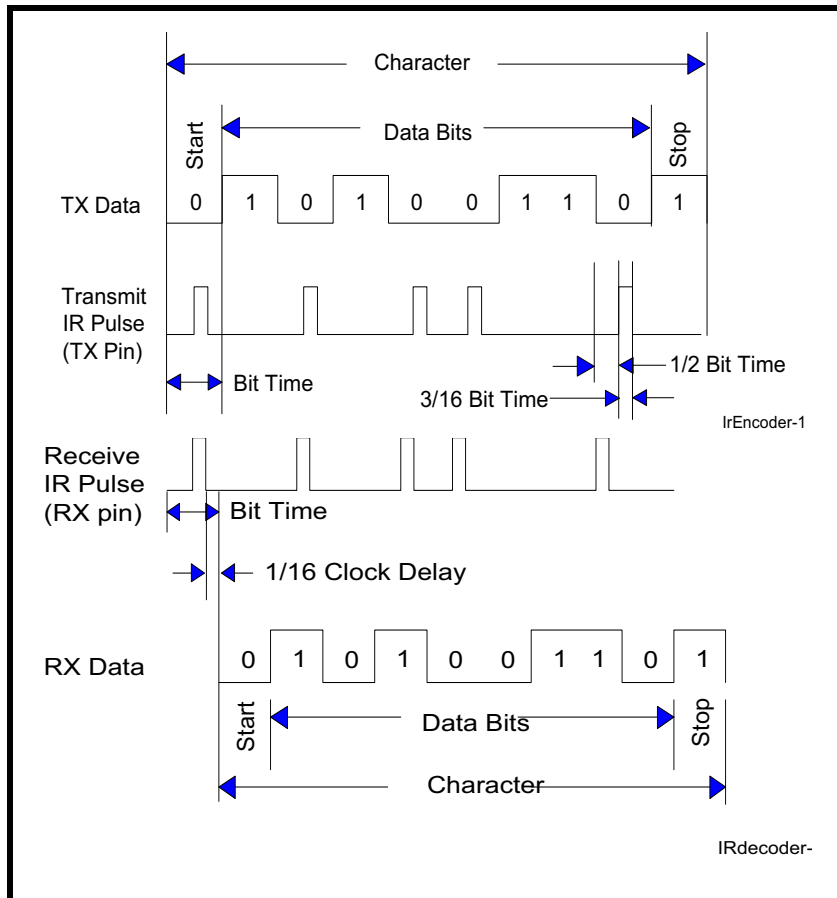 Character
Start
Data Bits
Stop
TX Data
0 1 0 1 0 0 1 1 0 1
Transmit
IR Pulse
(TX Pin)
Bit Time
1/2 Bit Time
3/16 Bit Time
IrEncoder-1
Receive
IR Pulse
(RX pin)
Bit Time
1/16 Clock Delay
RX Data
0 1 0 1 0 0 1 1 0 1
Start
Data Bits
Stop
Character
IRdecoder-